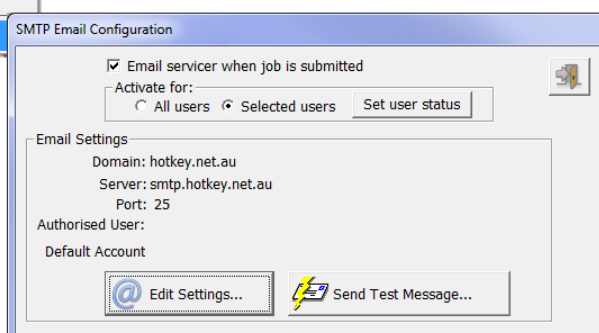 SMTP Email Configuration
Email servicer when job is submitted
Activate for:
All users Selected users Set user status
Email Settings
Domain: hotkey.net.au
Server: smtp.hotkey.net.au
Port: 25
Authorised User:
Default Account
Edit Settings... Send Test Message...